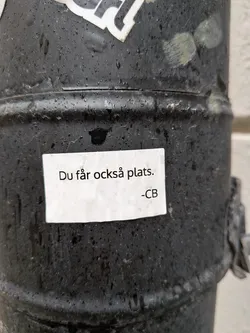 Du får också plats.
-CB